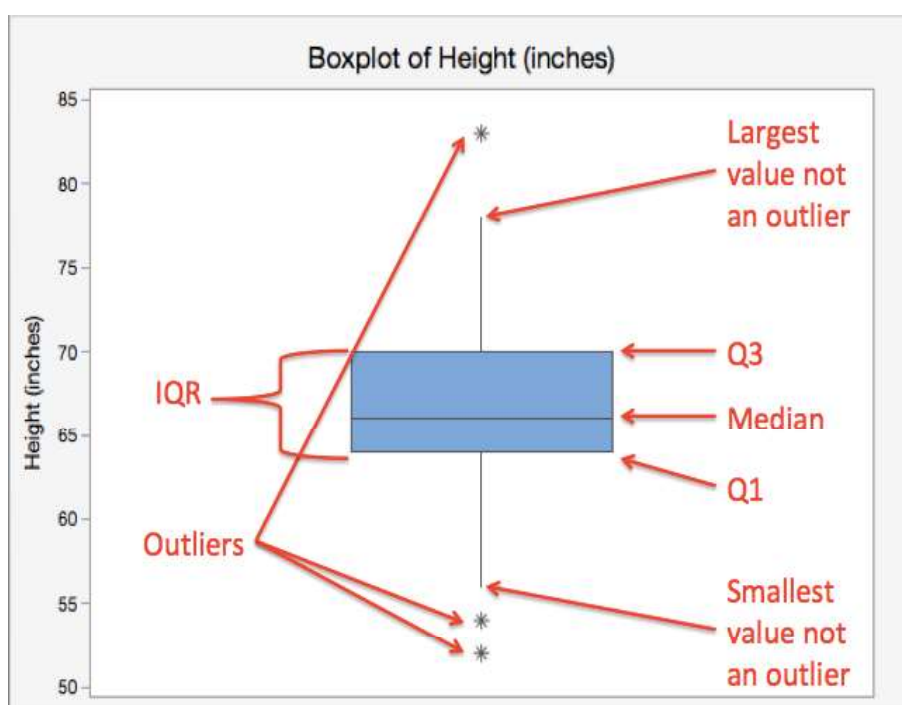 Boxplot of Height (inches)
85
80
75
70
65
60
55
50
Height (inches)
Largest
value not
an outlier
Q3
IQR
Median
Q1
Outliers
Smallest
value not
an outlier